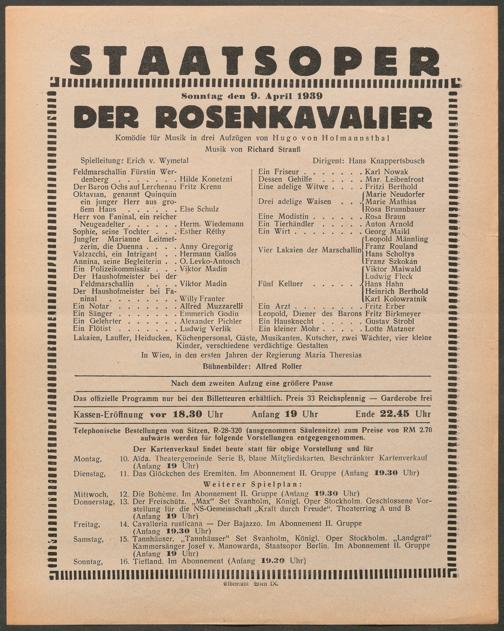 STAATSOPER
Sonntag den 9. April 1939
DER ROSENKAVALIER
Komödie für Musik in drei Aufzügen von Hugo von Hofmannsthal
Musik von Richard Strauß
Spielleitung: Erich v. Wymetal
Dirigent: Hans Knappertsbusch
Feldmarschallin Fürstin Wer-
denberg . . . . . . . Hilde Konetzni
Der Baron Ochs auf Lerchenau Fritz Krenn
Oktavian, genannt Quinquin
ein junger Herr aus gro-
ßem Haus . . . . . . Else Schulz
Herr von Faninal, ein reicher
Neugeadelter . . . . . Herm. Wiedemann
Sophie, seine Tochter . . . Esther Réthy
Jungfer Marianne Leitmet-
zerin, die Duenna . . . . Anny Gregorig
Valzacchi, ein Intrigant . . Hermann Gallos
Annina, seine Begleiterin . . O. Levko-Antosch
Ein Polizeikommissär . . . Viktor Madin
Der Haushofmeister bei der
Feldmarschallin . . . . Viktor Madin
Der Haushofmeister bei Fa-
ninal . . . . . . . . Willy Franter
Ein Notar . . . . . . . Alfred Muzzarelli
Ein Sänger . . . . . . Emmerich Godin
Ein Gelehrter . . . . . . Alexander Pichler
Ein Flötist . . . . . . Ludwig Verlik
Ein Friseur . . . . . . Karl Nowak
Dessen Gehilfe . . . . . Mar. Leibenfrost
Eine adelige Witwe . . . . Fritzi Berthold
Drei adelige Waisen . . . Marie Neudorfer
Marie Mathias
Rosa Brumbauer
Eine Modistin . . . . . Rosa Braun
Ein Tierhändler . . . . . Anton Arnold
Ein Wirt . . . . . . . Georg Maikl
Vier Lakaien der Marschallin Leopold Männling
Franz Rouland
Hans Scholtys
Franz Szkokán
Fünf Kellner . . . . . . Viktor Maiwald
Ludwig Fleck
Hans Hahn
Heinrich Berthold
Karl Kolowratnik
Ein Arzt . . . . . . . Fritz Erber
Leopold, Diener des Barons Fritz Birkmeyer
Ein Hausknecht . . . . . Gustav Strobl
Ein kleiner Mohr . . . . . Lotte Matzner
Lakaien, Lauffer, Heiducken, Küchenpersonal, Gäste, Musikanten, Kutscher, zwei Wächter, vier kleine
Kinder, verschiedene verdächtige Gestalten
In Wien, in den ersten Jahren der Regierung Maria Theresias
Bühnenbilder: Alfred Roller
Nach dem zweiten Aufzug eine größere Pause
Das offizielle Programm nur bei den Billetteuren erhältlich. Preis 33 Reichspfennig — Garderobe frei
Kassen-Eröffnung vor 18.30 Uhr Anfang 19 Uhr Ende 22.45 Uhr
Telephonische Bestellungen von Sitzen, R-28-320 (ausgenommen Säulensitze) zum Preise von RM 2.70
aufwärts werden für folgende Vorstellungen entgegengenommen.
Der Kartenverkauf findet heute statt für obige Vorstellung und für
Montag, 10. Aïda. Theatergemeinde Serie B, blaue Mitgliedskarten, Beschränkter Kartenverkauf
(Anfang 19 Uhr)
Dienstag, 11. Das Glöckchen des Eremiten. Im Abonnement II. Gruppe (Anfang 19.30 Uhr)
Weiterer Spielplan:
Mittwoch, 12. Die Bohème. Im Abonnement II. Gruppe (Anfang 19.30 Uhr)
Donnerstag, 13. Der Freischütz. „Max“ Set Svanholm, Königl. Oper Stockholm. Geschlossene Vor-
stellung für die NS-Gemeinschaft „Kraft durch Freude“. Theaterring A und B
(Anfang 19 Uhr)
Freitag, 14. Cavalleria rusticana — Der Bajazzo. Im Abonnement II. Gruppe
(Anfang 19.30 Uhr)
Samstag, 15. Tannhäuser. „Tannhäuser“ Set Svanholm, Königl. Oper Stockholm. „Landgraf“
Kammersänger Josef v. Manowarda, Staatsoper Berlin. Im Abonnement II. Gruppe
(Anfang 19 Uhr)
Sonntag, 16. Tiefland. Im Abonnement (Anfang 19.30 Uhr)
Wien IX.